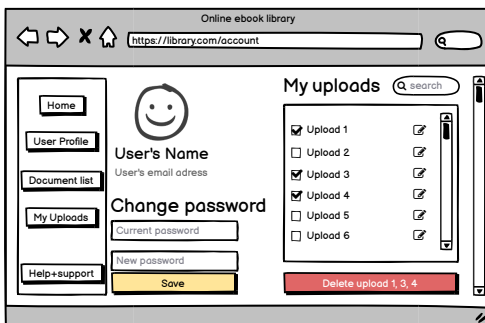 Online ebook library
https://library.com/account
Home
User Profile
Document list
My Uploads
Help+support
User's Name
User's email adress
Change password
Current password
New password
Save
My uploads
search
Upload 1
Upload 2
Upload 3
Upload 4
Upload 5
Upload 6
Delete upload 1, 3, 4